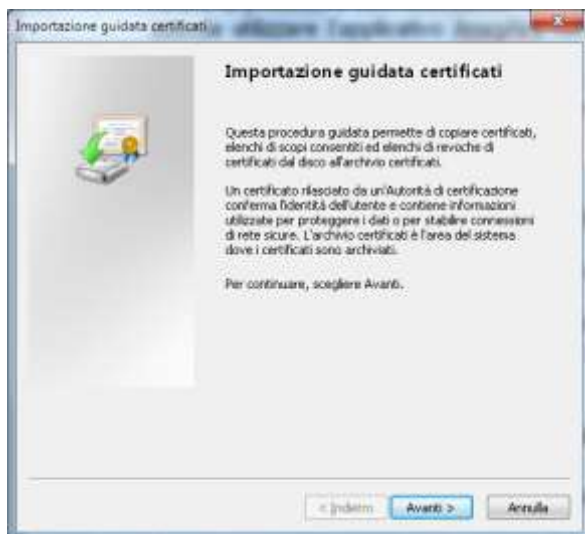 Importazione guidata certificati
Importazione guidata certificati
Questa procedura guidata permette di copiare certificati,
elenchi di scopi consentiti ed elenchi di revoche di
certificati dal disco all'archivio certificati.
Un certificato rilasciato da un'Autorità di certificazione
conferma l'identità dell'utente e contiene informazioni
utilizzate per proteggere i dati o per stabilire connessioni
di rete sicure. L'archivio certificati è l'area del sistema
dove i certificati sono archiviati.
Per continuare, scegliere Avanti.
< Indietro Avanti > Annulla